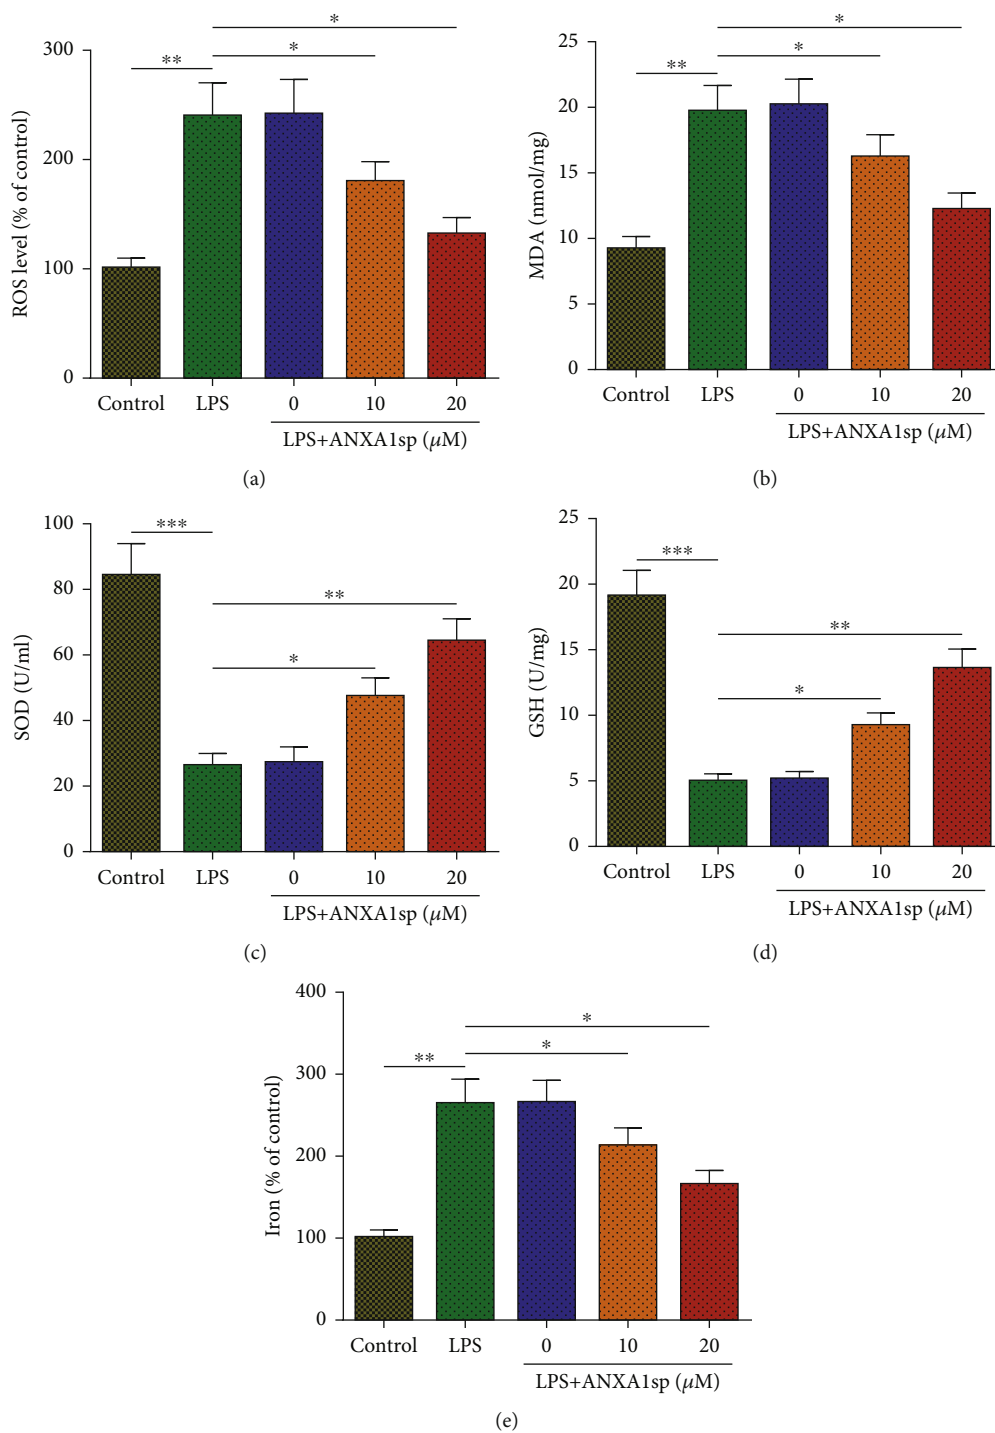 *
*
**
300
200
100
0
ROS level (% of control)
Control LPS 0 10 20
LPS+ANXA1sp (μM)
(a)
*
*
**
25
20
15
10
5
0
MDA (nmol/mg)
Control LPS 0 10 20
LPS+ANXA1sp (μM)
(b)
***
**
*
100
80
60
40
20
0
SOD (U/ml)
Control LPS 0 10 20
LPS+ANXA1sp (μM)
(c)
***
**
*
25
20
15
10
5
0
GSH (U/mg)
Control LPS 0 10 20
LPS+ANXA1sp (μM)
(d)
*
*
**
400
300
200
100
0
Iron (% of control)
Control LPS 0 10 20
LPS+ANXA1sp (μM)
(e)